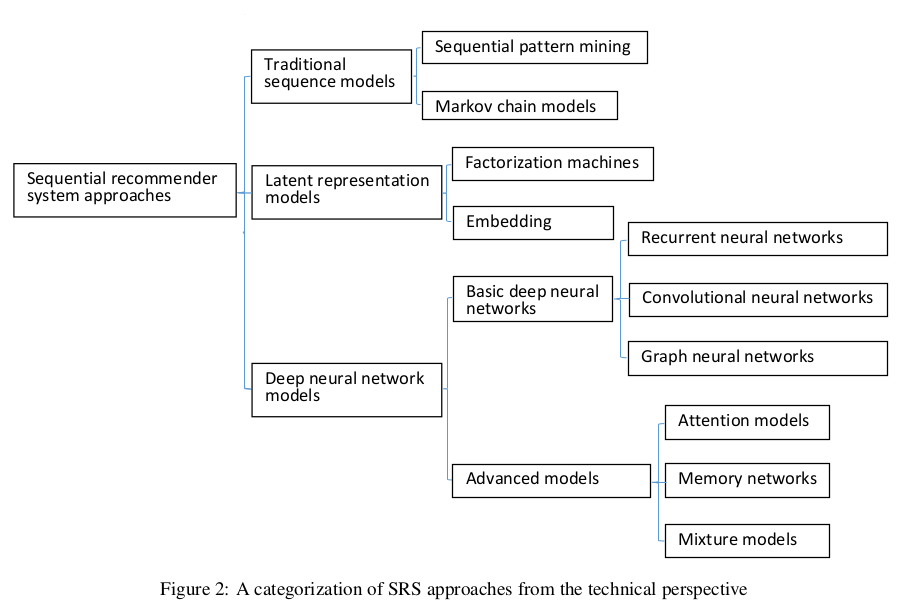 Sequential recommender
system approaches
Traditional
sequence models
Sequential pattern mining
Markov chain models
Latent representation
models
Factorization machines
Embedding
Deep neural network
models
Basic deep neural
networks
Recurrent neural networks
Convolutional neural networks
Graph neural networks
Advanced models
Attention models
Memory networks
Mixture models
Figure 2: A categorization of SRS approaches from the technical perspective